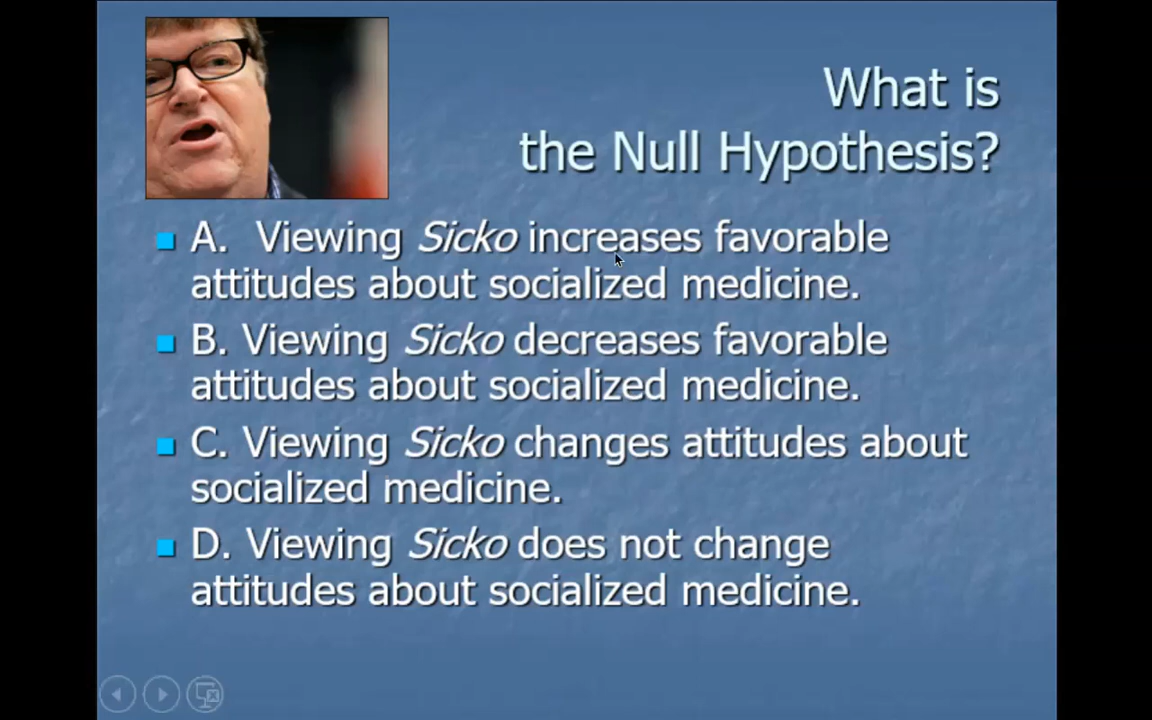 What is
the Null Hypothesis?
A. Viewing Sicko increases favorable
attitudes about socialized medicine.
B. Viewing Sicko decreases favorable
attitudes about socialized medicine.
C. Viewing Sicko changes attitudes about
socialized medicine.
D. Viewing Sicko does not change
attitudes about socialized medicine.